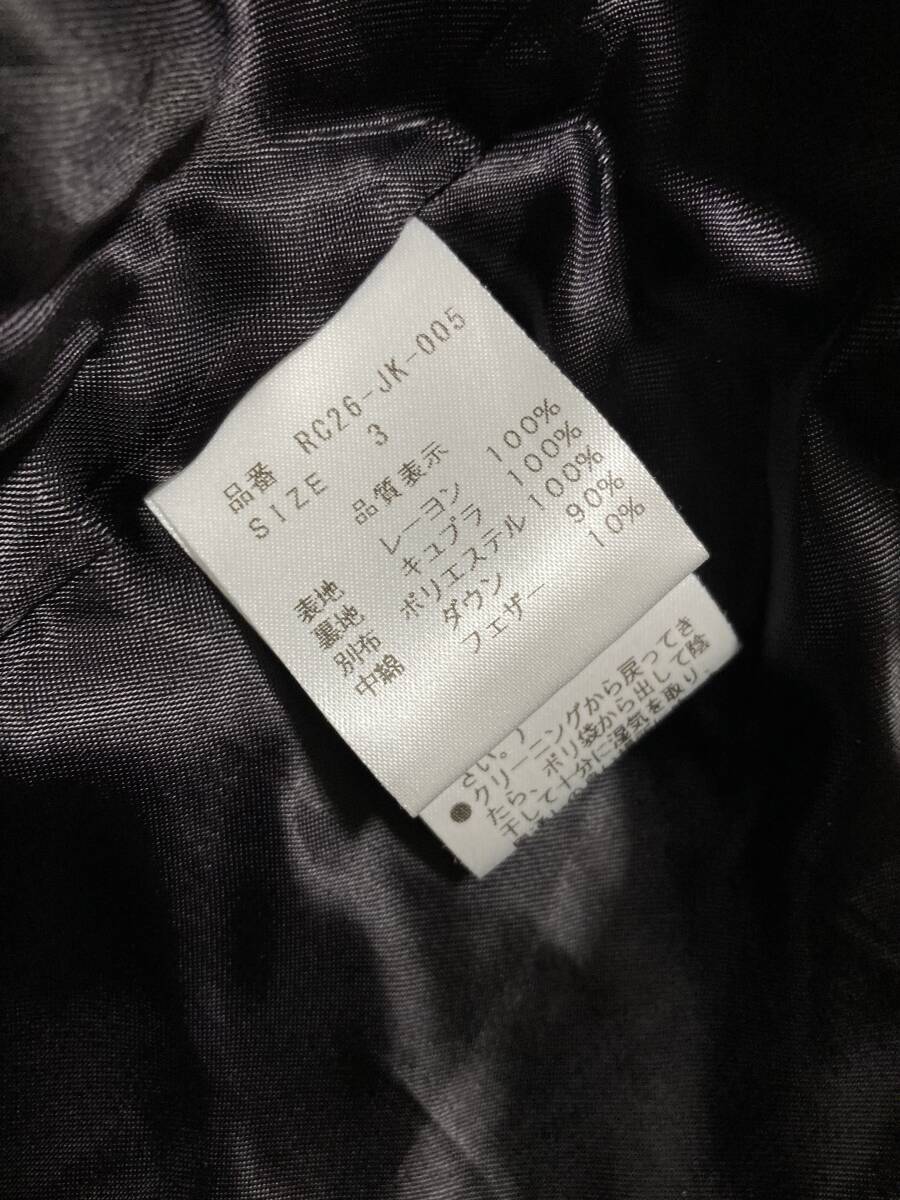 品番 RC26-JK-005
SIZE 3
品質表示
表地 レーヨン 100%
裏地 キュプラ 100%
別布 ポリエステル 100%
中綿 ダウン 90%
フェザー 10%
さい。
●クリーニングから戻ってき
たら、ポリ袋から出して陰
干しして十分に湿気を取り、